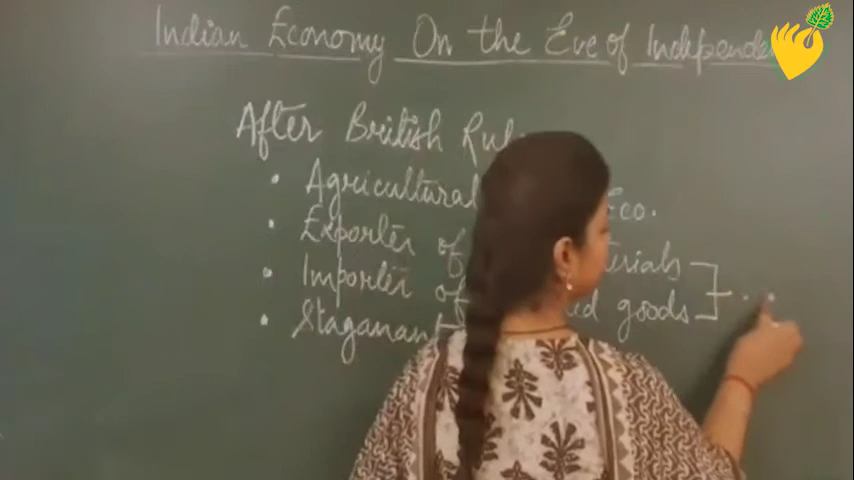 Indian Economy On the Eve of Independe
After British Rul
• Agricultural Eco.
• Exporter of terials
• Importer of ed goods
• Staganant